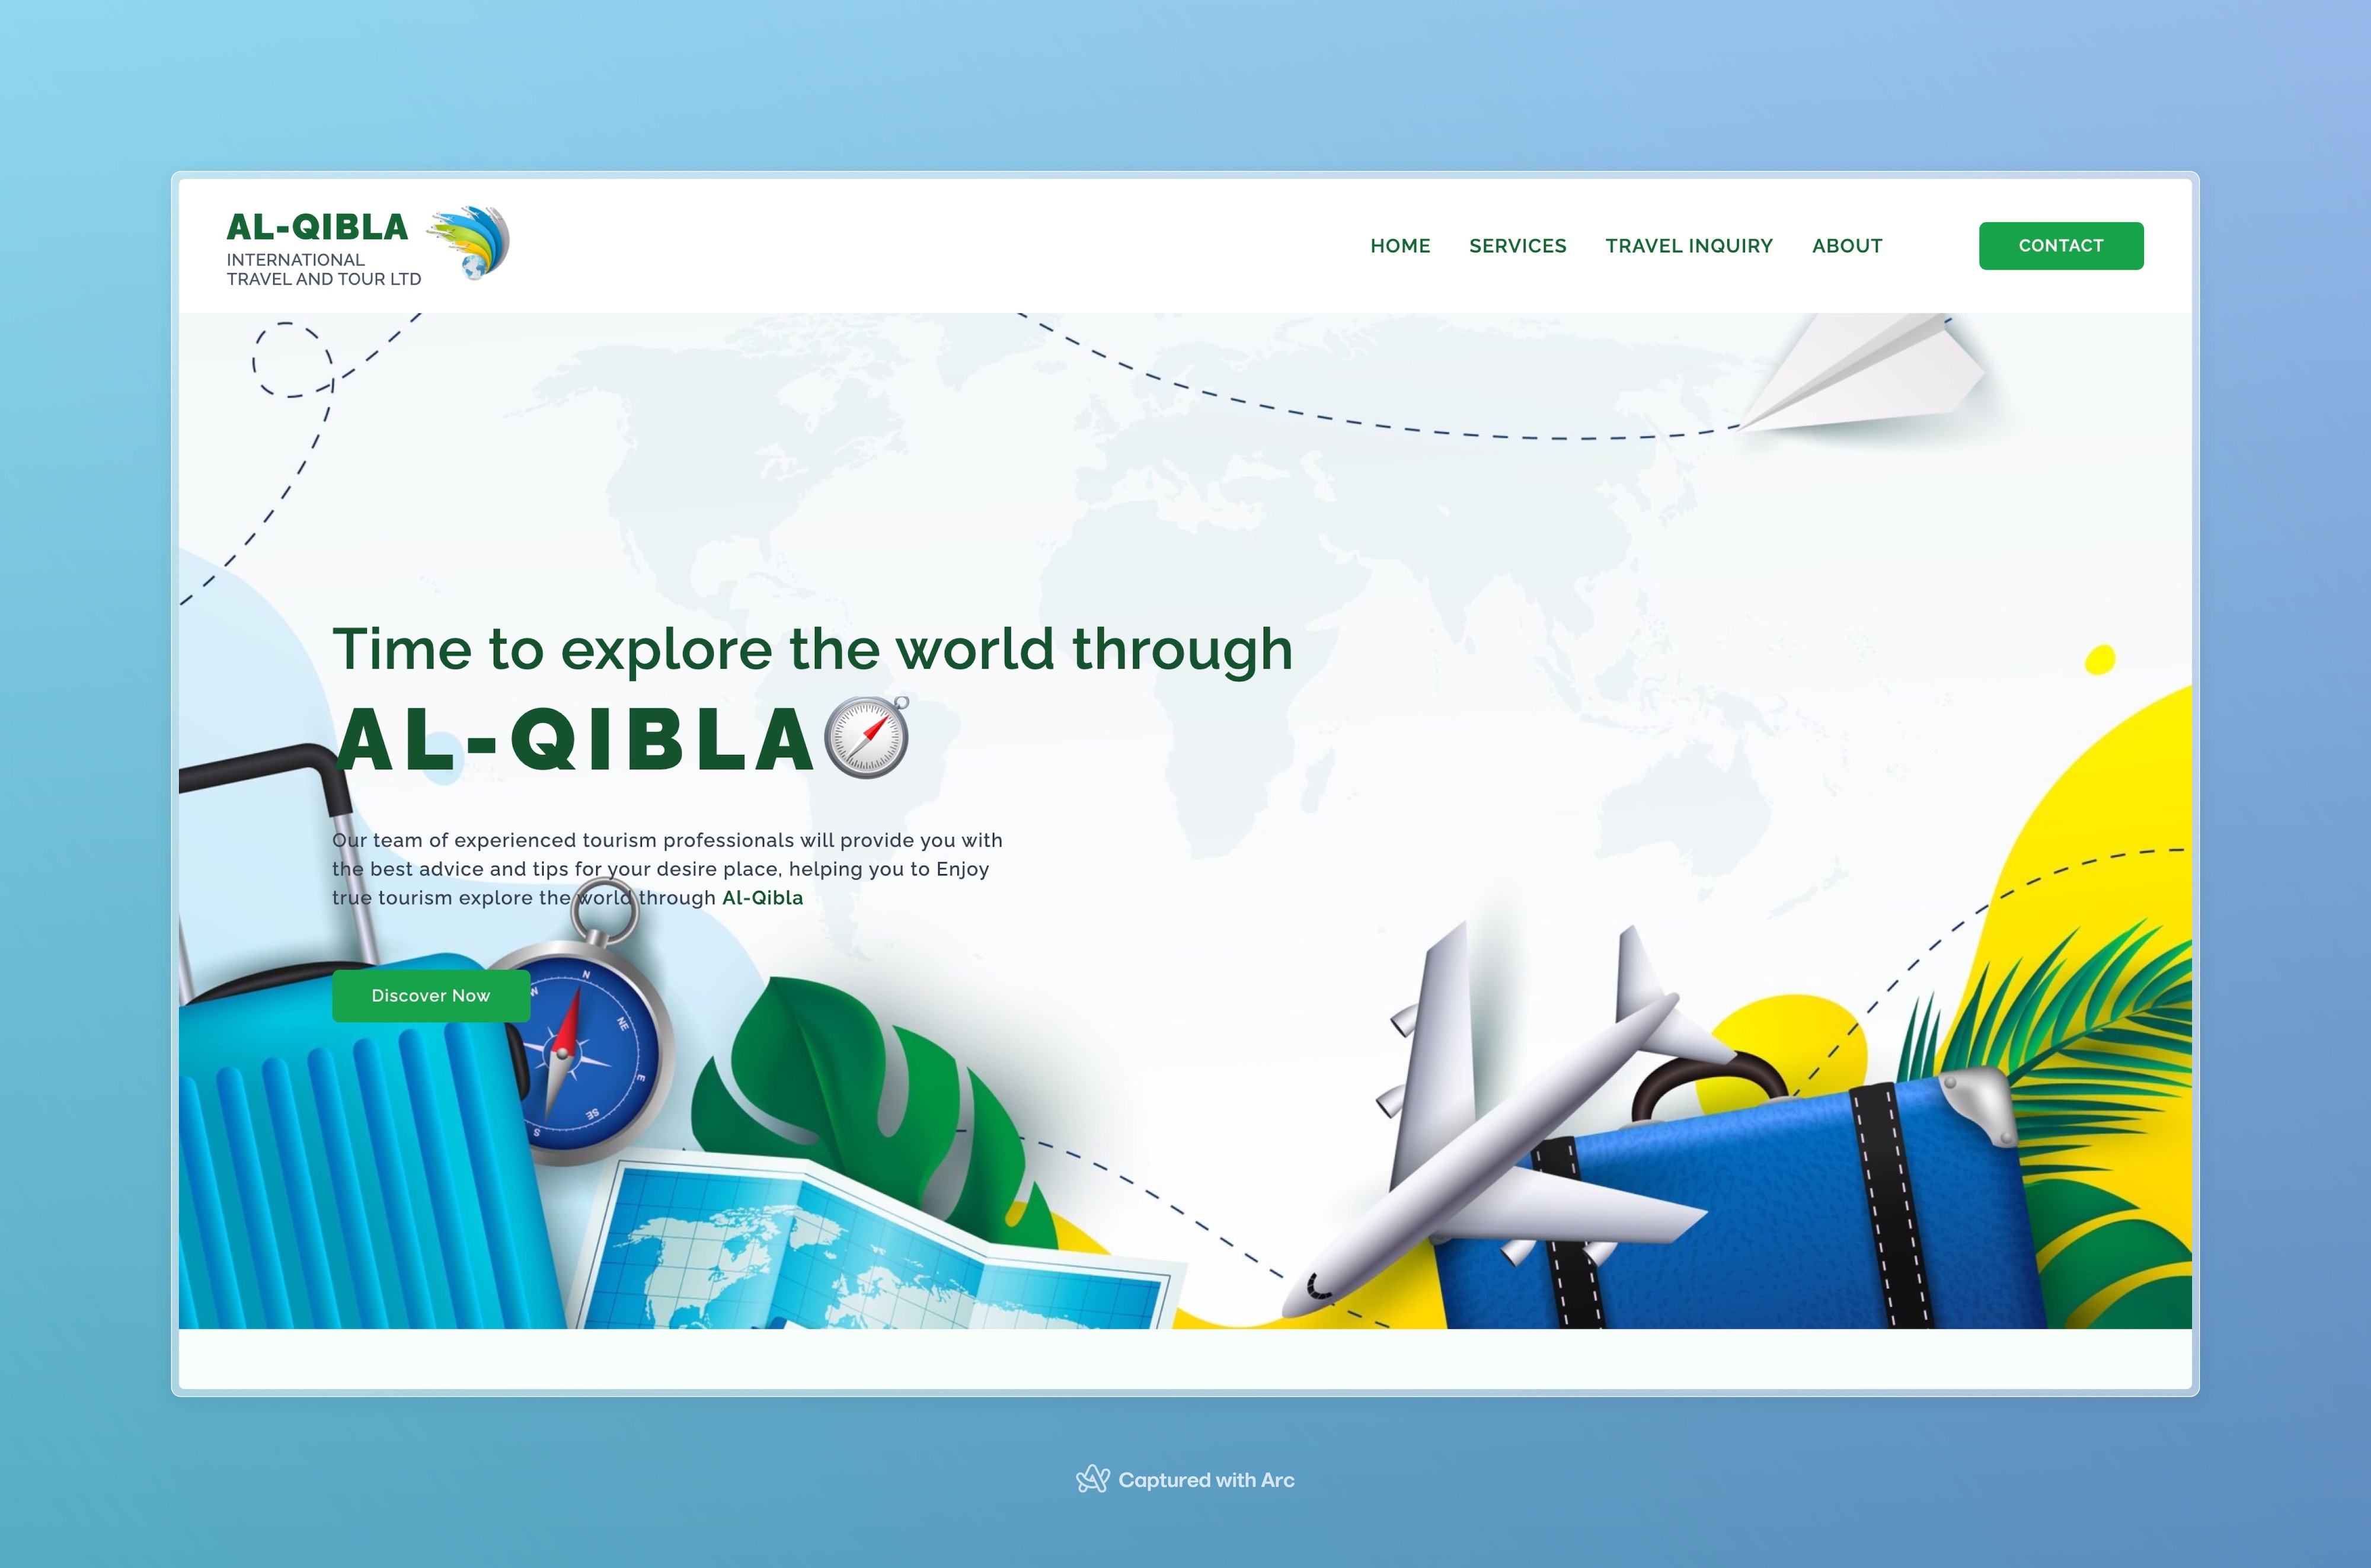 AL-QIBLA
INTERNATIONAL
TRAVEL AND TOUR LTD
HOME
SERVICES
TRAVEL INQUIRY
ABOUT
CONTACT
Time to explore the world through
AL-QIBLA
Our team of experienced tourism professionals will provide you with
the best advice and tips for your desire place, helping you to Enjoy
true tourism explore the world through Al-Qibla
Discover Now
N
W
NE
E
SE
S
Captured with Arc